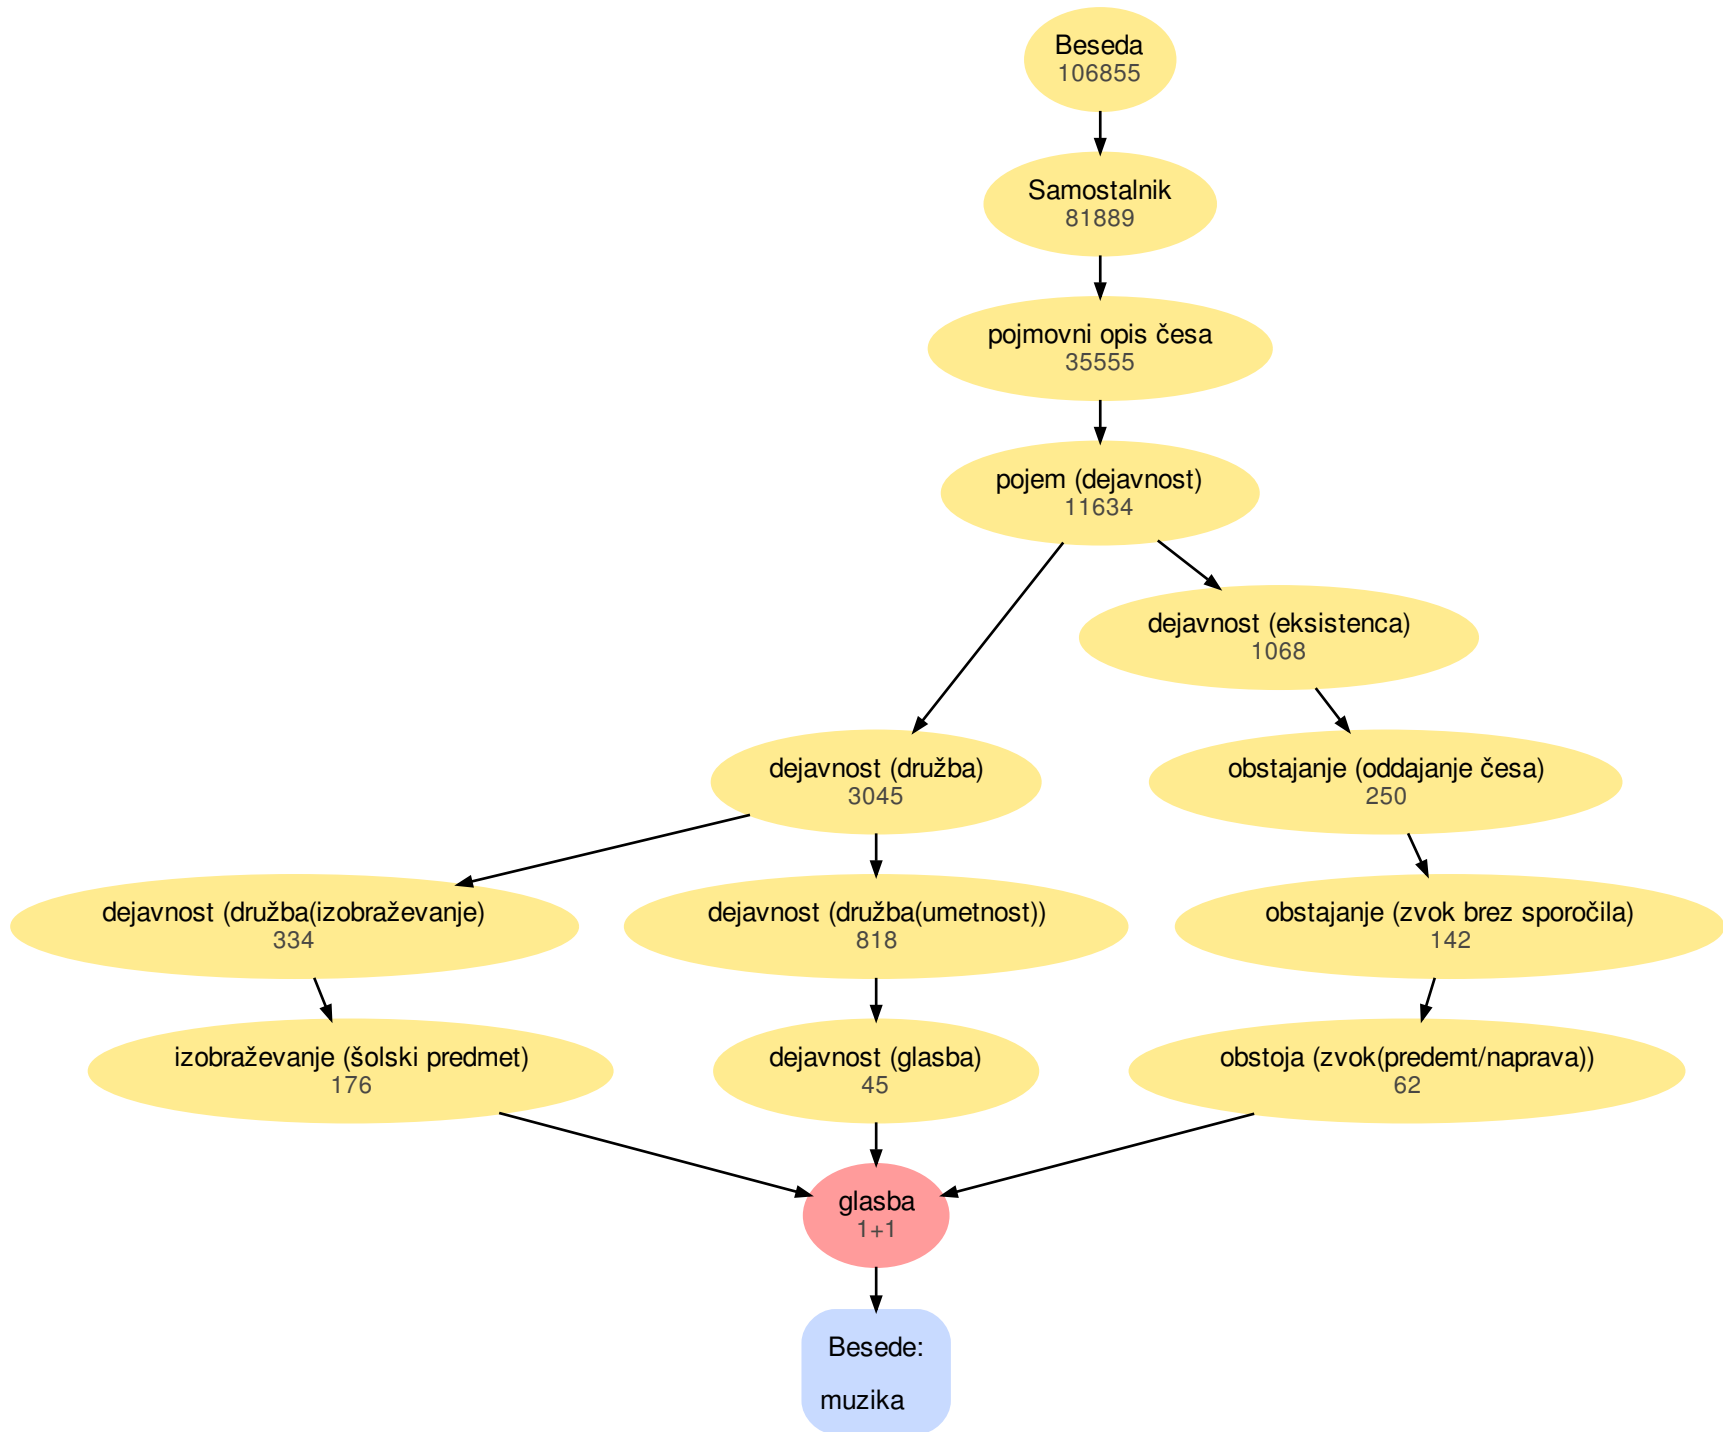 Beseda
106855
Samostalnik
81889
pojmovni opis česa
35555
pojem (dejavnost)
11634
dejavnost (eksistenca)
1068
dejavnost (družba)
3045
obstajanje (oddajanje česa)
250
dejavnost (družba(izobraževanje)
334
dejavnost (družba(umetnost))
818
obstajanje (zvok brez sporočila)
142
izobraževanje (šolski predmet)
176
dejavnost (glasba)
45
obstoja (zvok(predemt/naprava))
62
glasba
1+1
Besede:
muzika